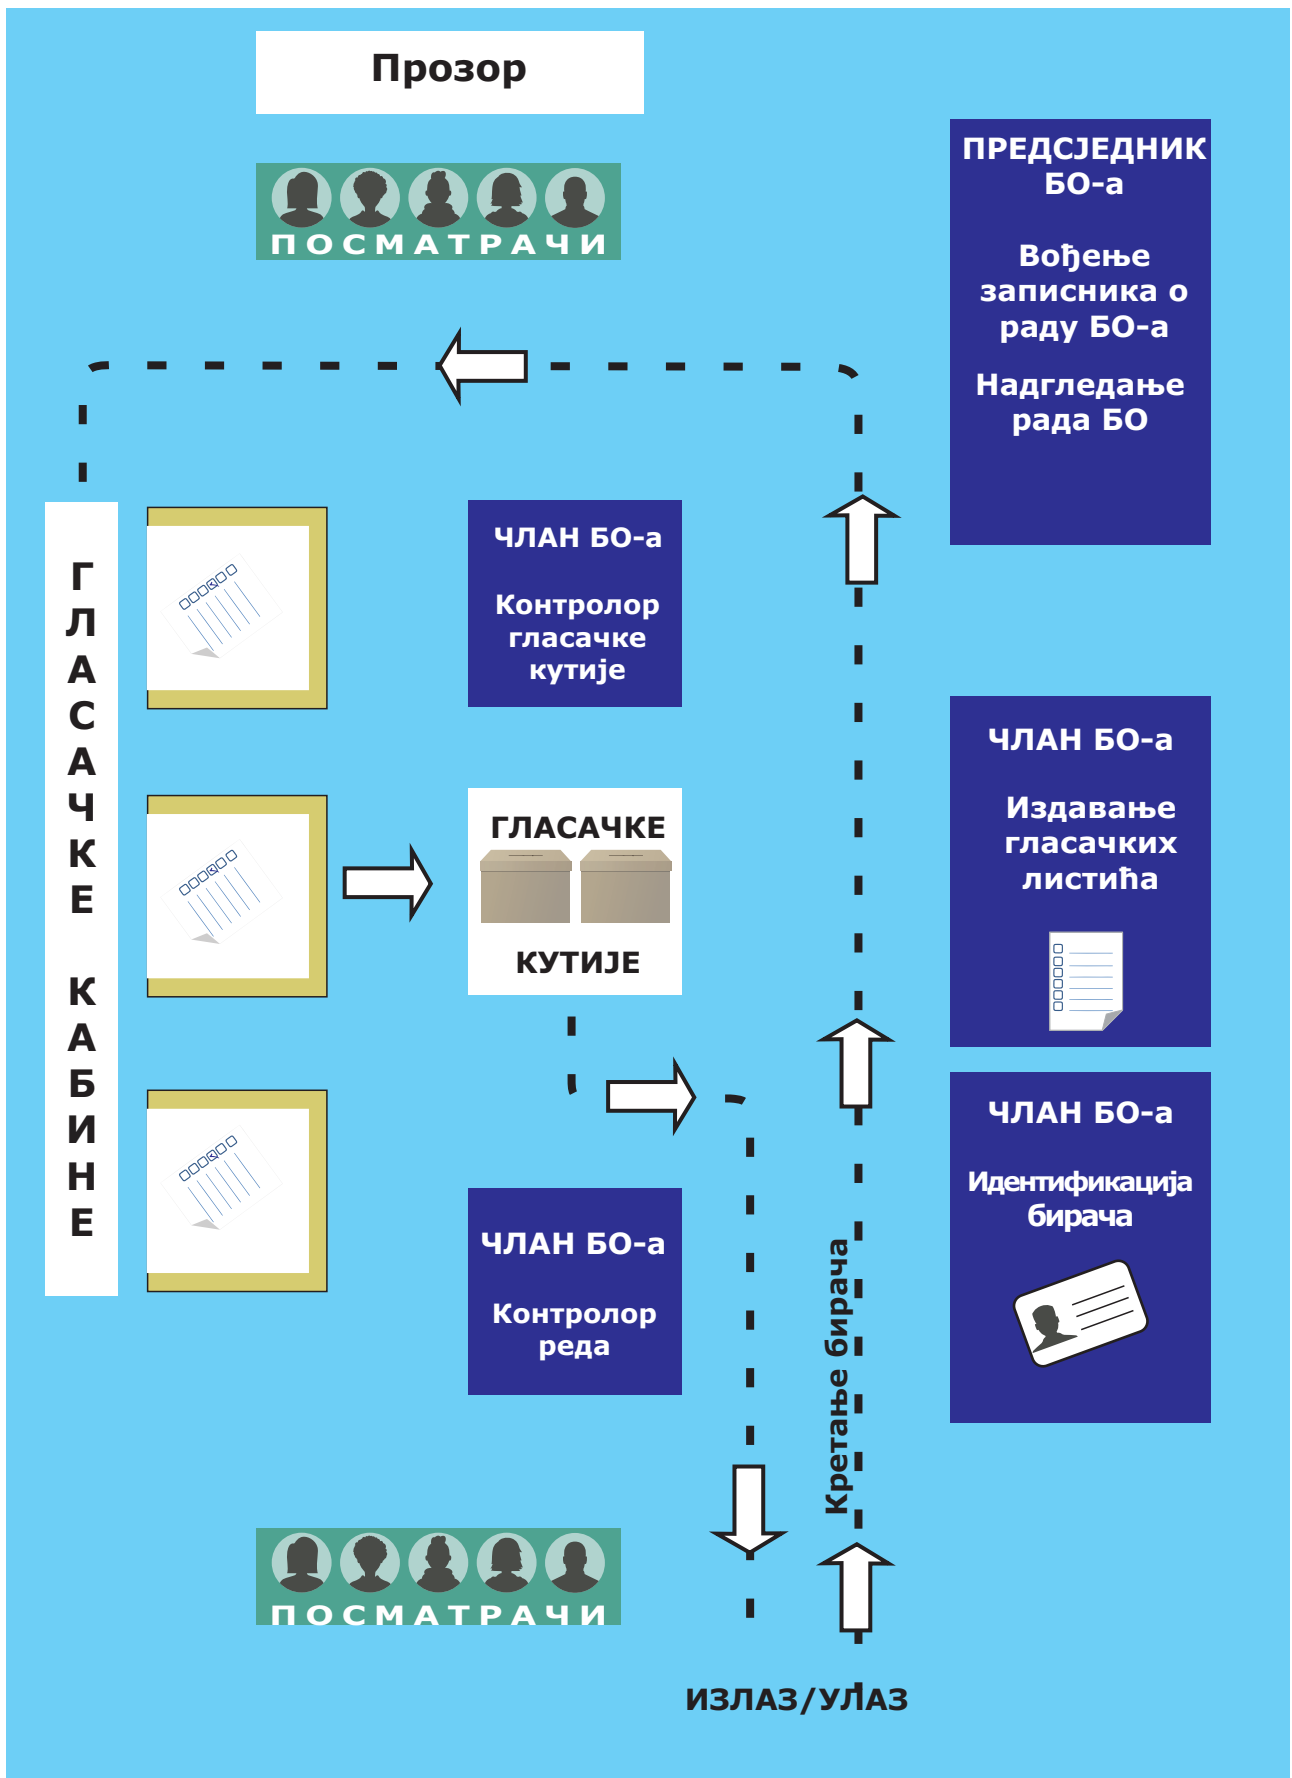 Прозор
ПОСМАТРАЧИ
ПРЕДСЈЕДНИК
БО-а
Вођење
записника о
раду БО-а
Надгледање
рада БО
ГЛАСАЧКЕ КАБИНЕ
ЧЛАН БО-а
Контролор
гласачке
кутије
ЧЛАН БО-а
Издавање
гласачких
листића
ГЛАСАЧКЕ
КУТИЈЕ
ЧЛАН БО-а
Идентификација
бирача
ЧЛАН БО-а
Контролор
реда
Кретање бирача
ПОСМАТРАЧИ
ИЗЛАЗ/УЛАЗ